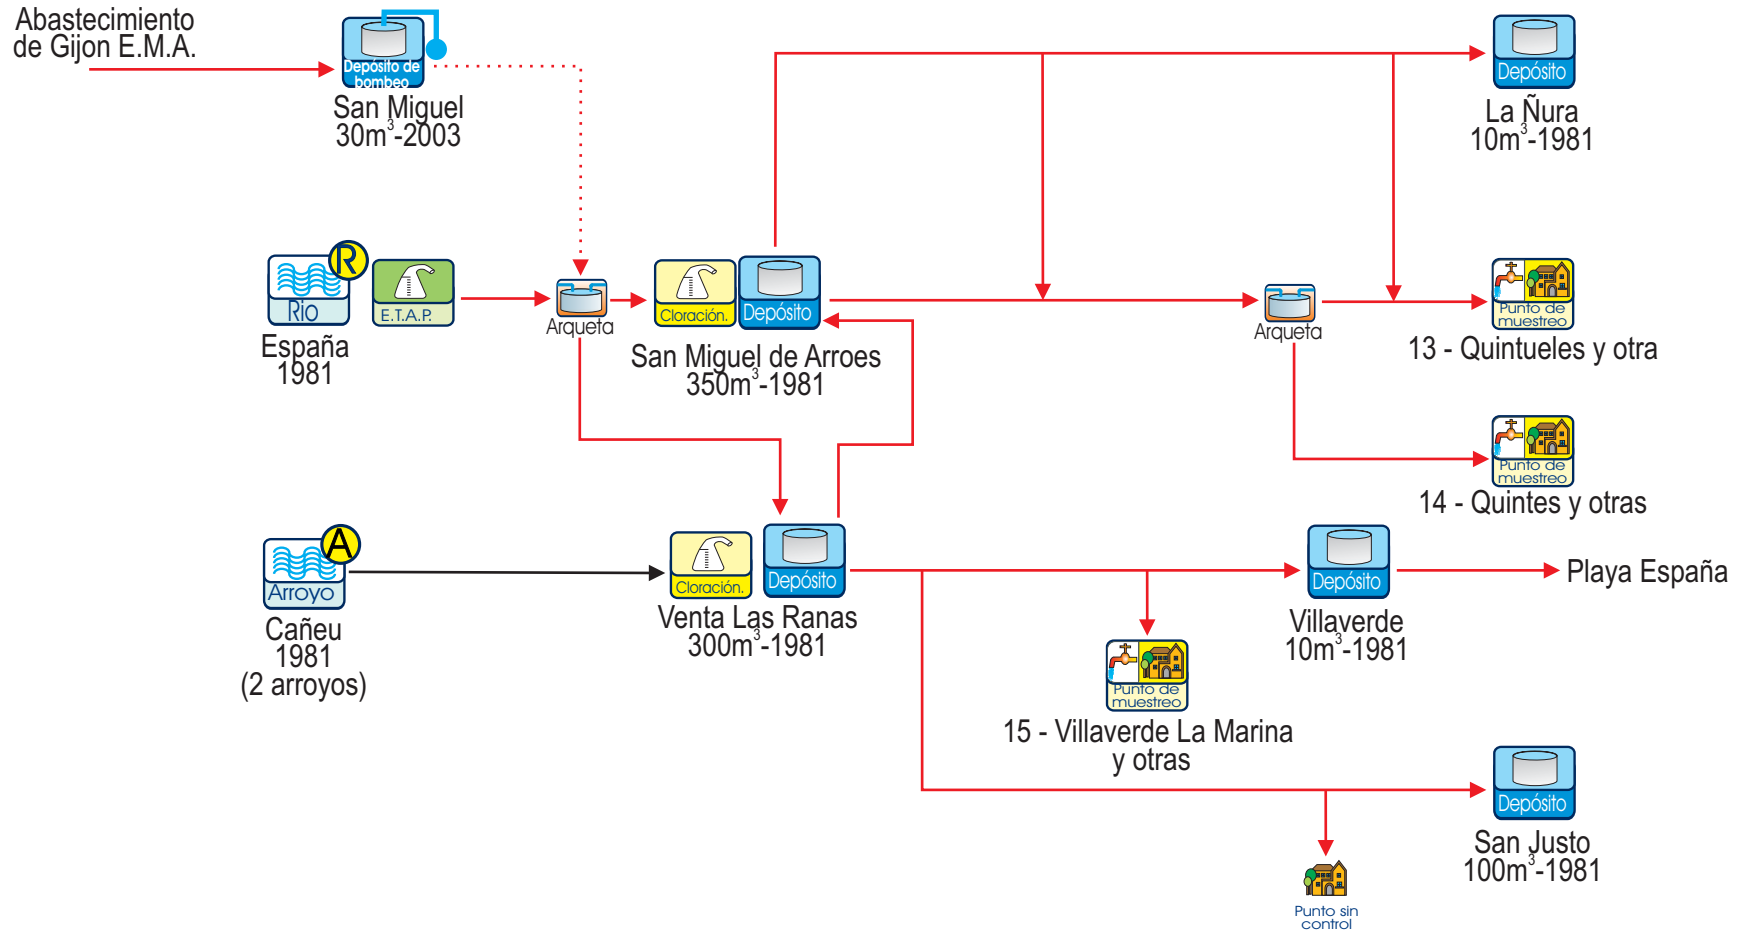 Abastecimiento
de Gijon E.M.A.
Depósito de
bombeo
San Miguel
30m³-2003
Depósito
La Ñura
10m³-1981
R
Rio
España
1981
E.T.A.P.
Arqueta
Cloración.
Depósito
San Miguel de Arroes
350m³-1981
Arqueta
Punto de
muestreo
13 - Quintueles y otra
Punto de
muestreo
14 - Quintes y otras
A
Arroyo
Cañeu
1981
(2 arroyos)
Cloración.
Depósito
Venta Las Ranas
300m³-1981
Depósito
Villaverde
10m³-1981
Playa España
Punto de
muestreo
15 - Villaverde La Marina
y otras
Depósito
San Justo
100m³-1981
Punto sin
control